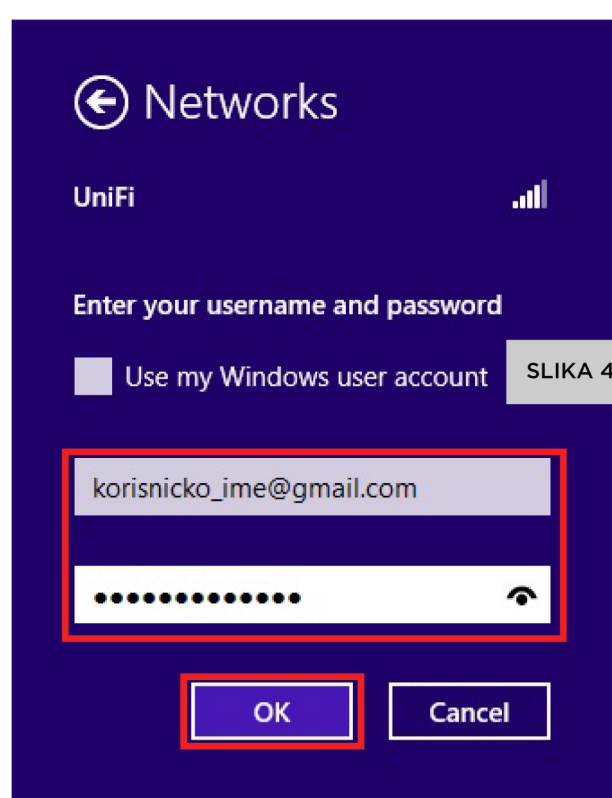 Networks
UniFi
Enter your username and password
Use my Windows user account
SLIKA 4
korisnicko_ime@gmail.com
•••••••••••••
OK
Cancel